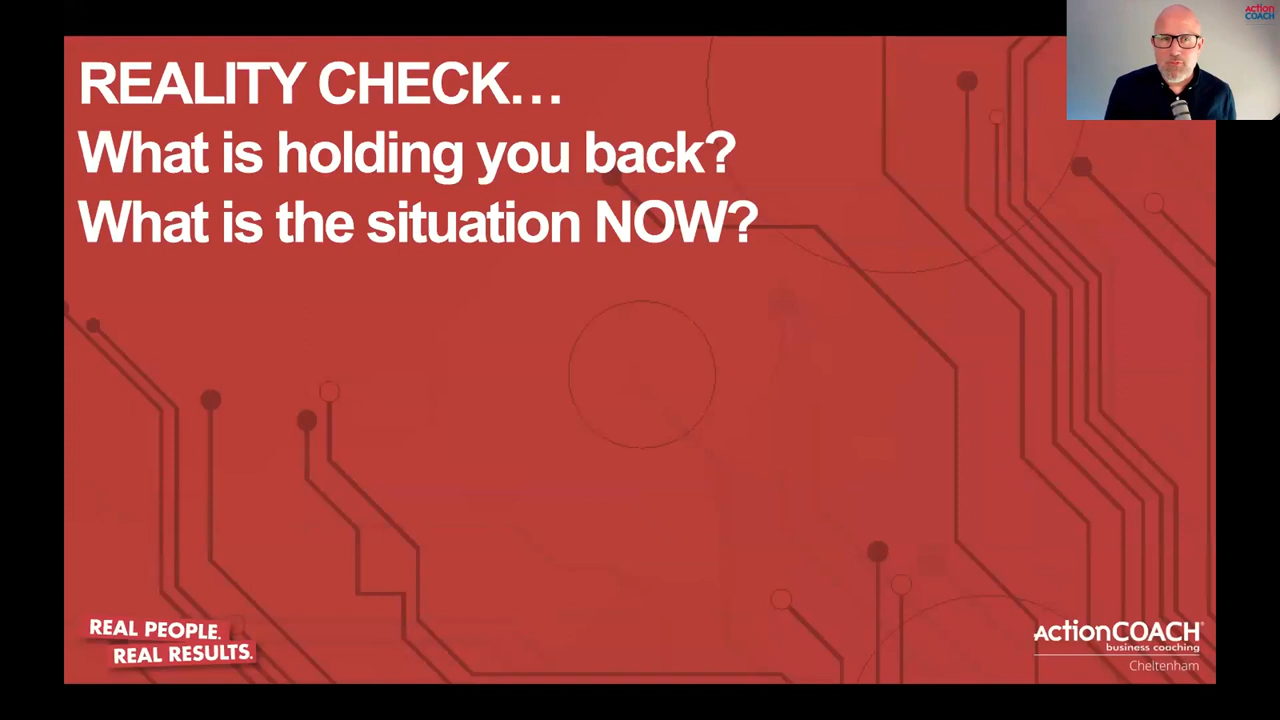 REALITY CHECK…
What is holding you back?
What is the situation NOW?
ACTION
COACH
REAL PEOPLE.
REAL RESULTS.
ACTIONCOACH®
business coaching
Cheltenham